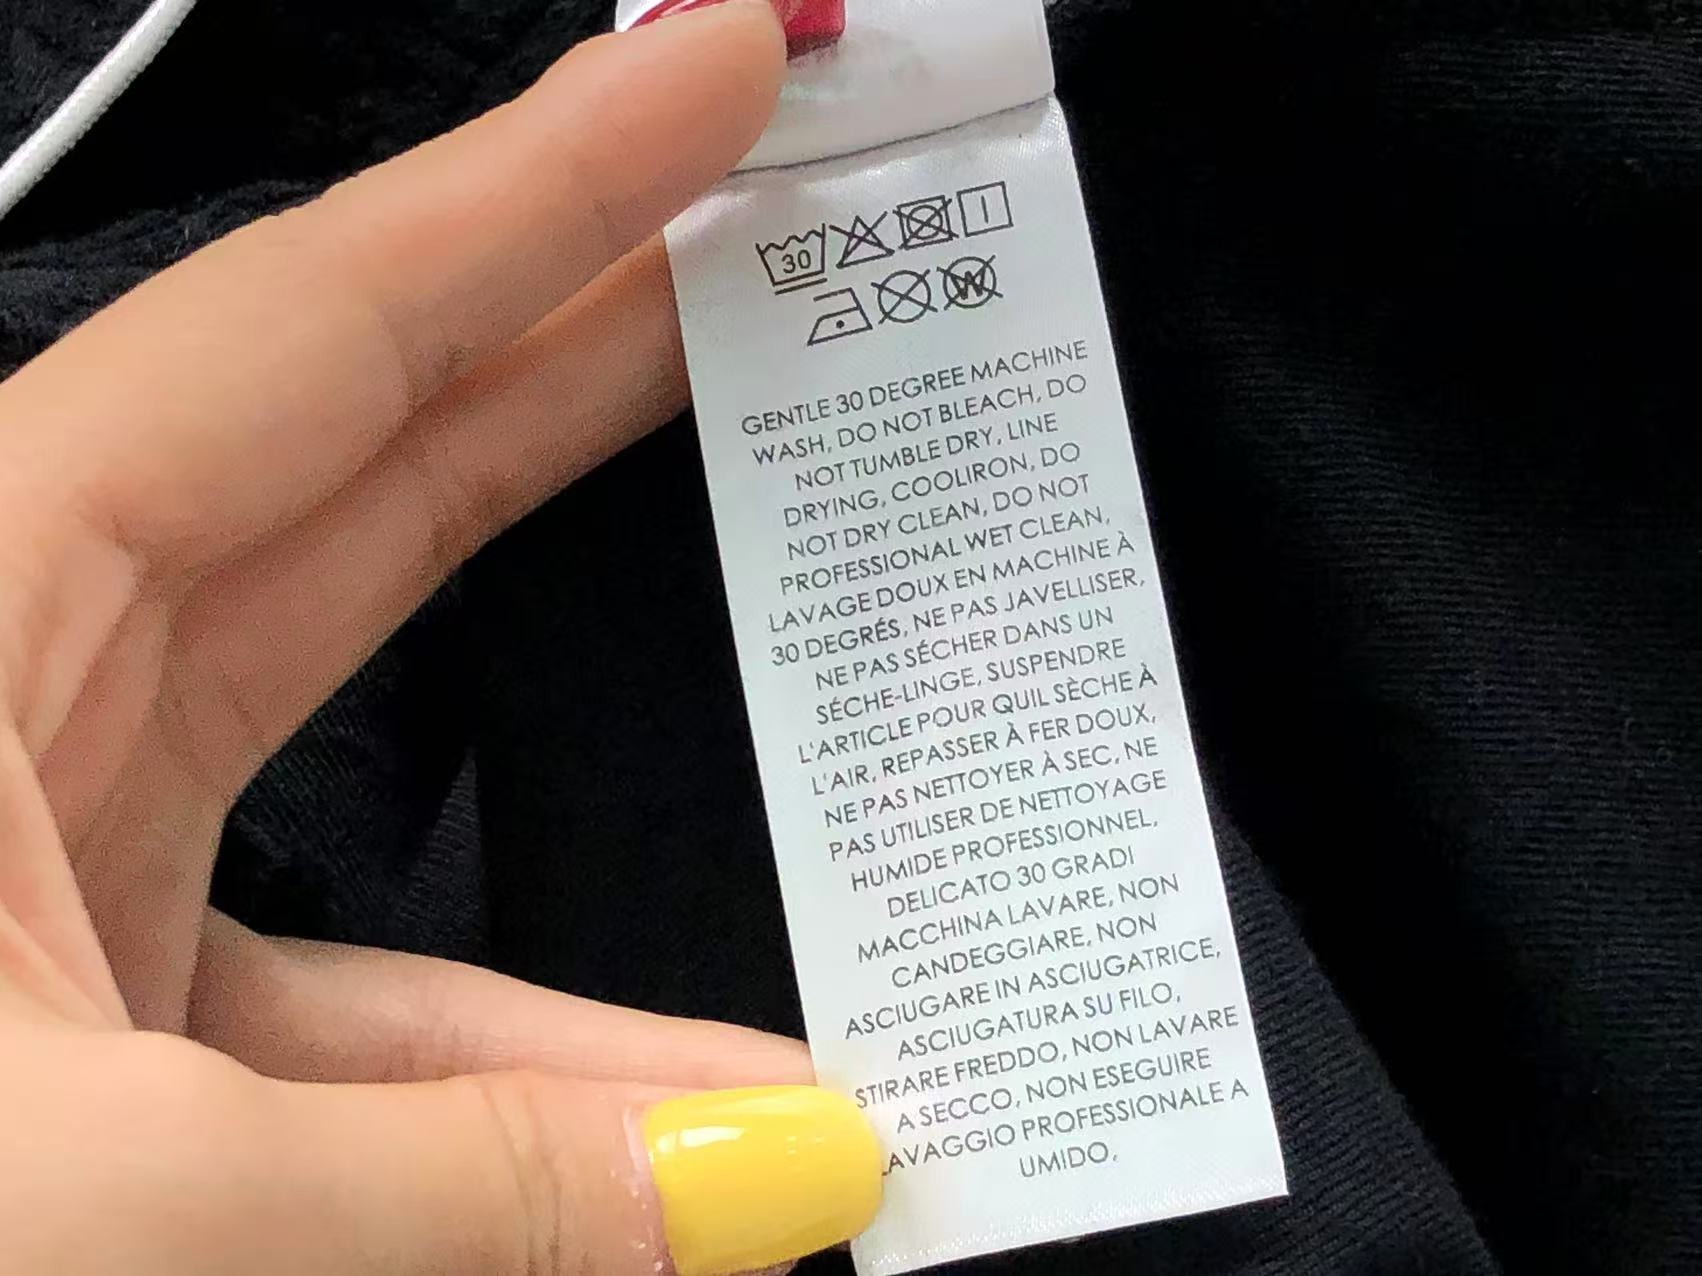 30
W
GENTLE 30 DEGREE MACHINE
WASH, DO NOT BLEACH, DO
NOT TUMBLE DRY, LINE
DRYING, COOLIRON, DO
NOT DRY CLEAN, DO NOT
PROFESSIONAL WET CLEAN,
LAVAGE DOUX EN MACHINE À
30 DEGRÉS, NE PAS JAVELLISER,
NE PAS SÉCHER DANS UN
SÉCHE-LINGE, SUSPENDRE
L'ARTICLE POUR QUIL SÈCHE À
L'AIR, REPASSER À FER DOUX,
NE PAS NETTOYER À SEC, NE
PAS UTILISER DE NETTOYAGE
HUMIDE PROFESSIONNEL,
DELICATO 30 GRADI
MACCHINA LAVARE, NON
CANDEGGIARE, NON
ASCIUGARE IN ASCIUGATRICE,
ASCIUGATURA SU FILO,
STIRARE FREDDO, NON LAVARE
A SECCO, NON ESEGUIRE
LAVAGGIO PROFESSIONALE A
UMIDO,